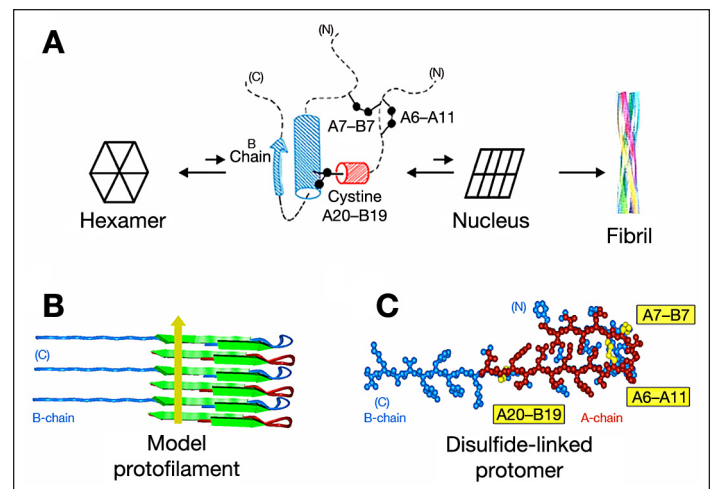 A
(N)
(C)
(N)
A7–B7
A6–A11
B
Chain
Cystine
A20–B19
Hexamer
Nucleus
Fibril
B
(C)
B-chain
Model
protofilament
C
(N)
A7–B7
A6–A11
(C)
B-chain
A20–B19
A-chain
Disulfide-linked
protomer